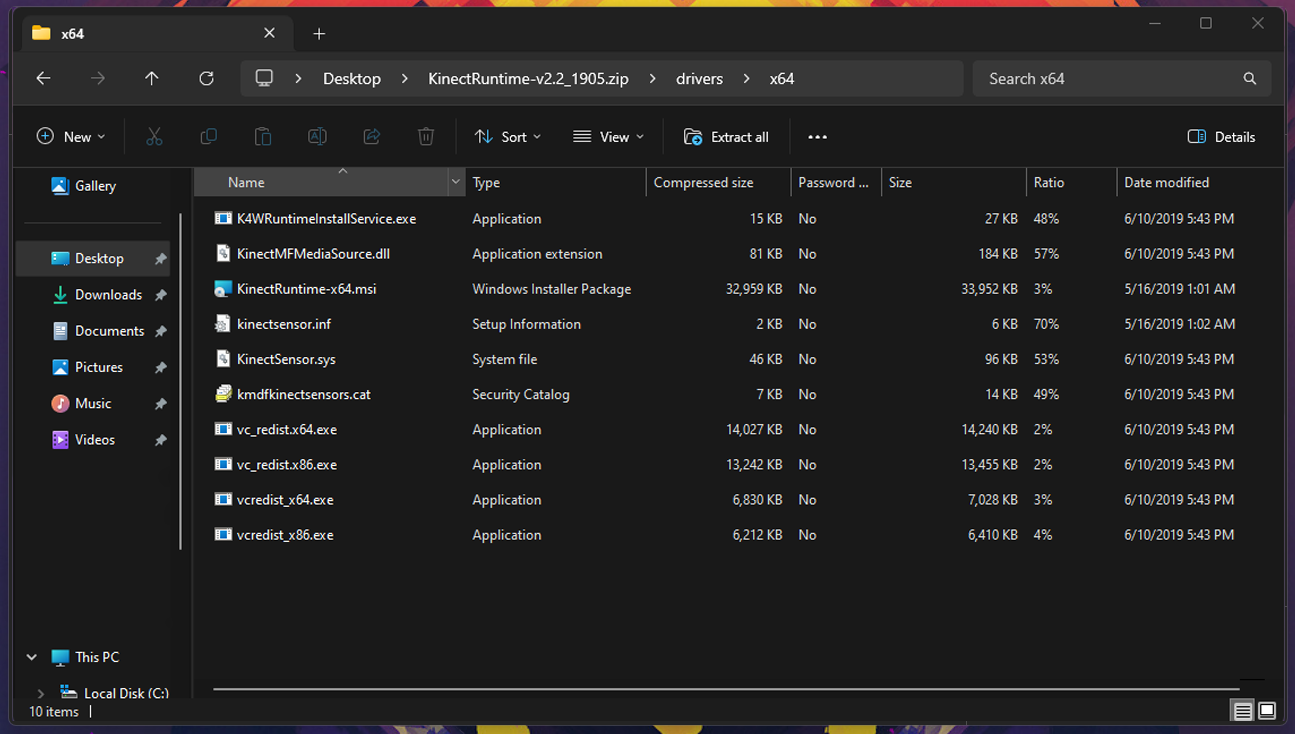 x64
Desktop KinectRuntime-v2.2_1905.zip drivers x64 Search x64
New Sort View Extract all Details
Gallery
Desktop
Downloads
Documents
Pictures
Music
Videos
This PC
Local Disk (C:)
Name Type Compressed size Password ... Size Ratio Date modified
K4WRuntimeInstallService.exe Application 15 KB No 27 KB 48% 6/10/2019 5:43 PM
KinectMFMediaSource.dll Application extension 81 KB No 184 KB 57% 6/10/2019 5:43 PM
KinectRuntime-x64.msi Windows Installer Package 32,959 KB No 33,952 KB 3% 5/16/2019 1:01 AM
kinectsensor.inf Setup Information 2 KB No 6 KB 70% 5/16/2019 1:02 AM
KinectSensor.sys System file 46 KB No 96 KB 53% 6/10/2019 5:43 PM
kmdfkinectsensors.cat Security Catalog 7 KB No 14 KB 49% 6/10/2019 5:43 PM
vc_redist.x64.exe Application 14,027 KB No 14,240 KB 2% 6/10/2019 5:43 PM
vc_redist.x86.exe Application 13,242 KB No 13,455 KB 2% 6/10/2019 5:43 PM
vcredist_x64.exe Application 6,830 KB No 7,028 KB 3% 6/10/2019 5:43 PM
vcredist_x86.exe Application 6,212 KB No 6,410 KB 4% 6/10/2019 5:43 PM
10 items